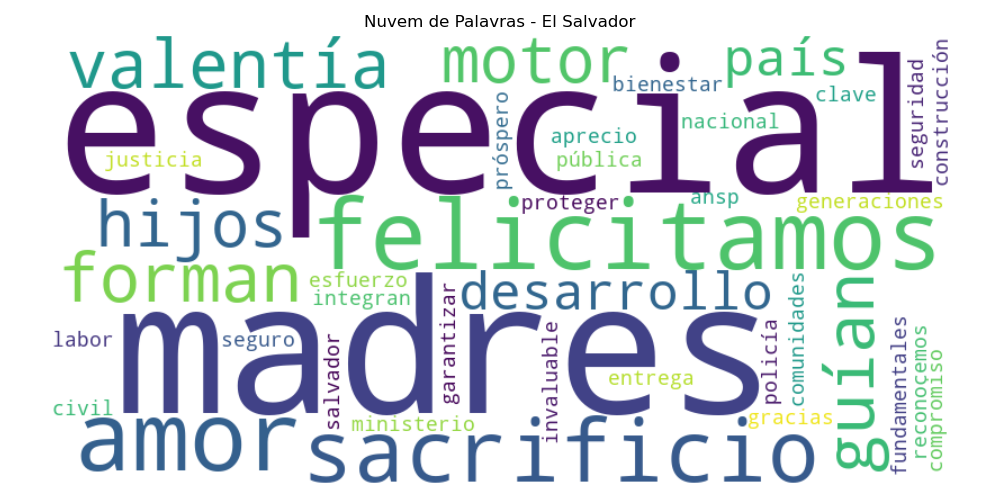 Nuvem de Palavras - El Salvador
valentía
motor
país
bienestar
clave
especial
seguridad
construcción
próspero
aprecio
nacional
justicia
pública
hijos
proteger
ansp
generaciones
felicitamos
forman
esfuerzo
integran
desarrollo
guían
madres
labor
seguro
salvador
garantizar
invaluable
policía
comunidades
entrega
fundamentales
reconocemos
compromiso
civil
ministerio
gracias
amor
sacrificio